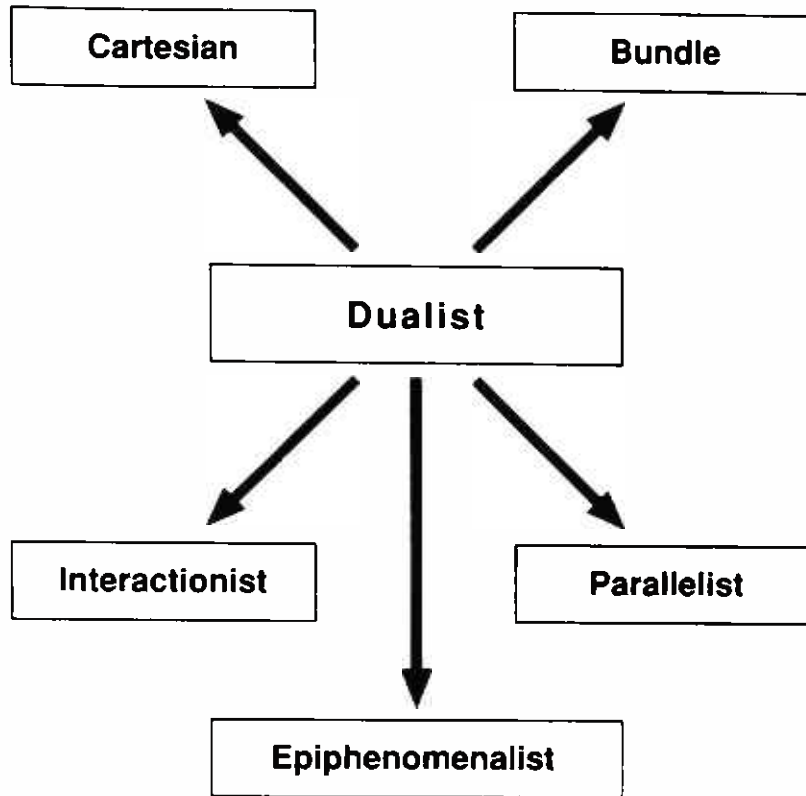 Cartesian
Bundle
Dualist
Interactionist
Parallelist
Epiphenomenalist